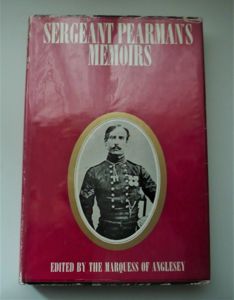 SERGEANT PEARMAN'S
MEMOIRS
EDITED BY THE MARQUESS OF ANGLESEY